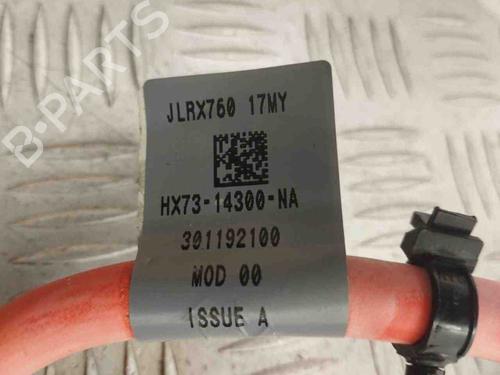 B-PARTS
JLRX760 17MY
HX73-14300-NA
301192100
MOD 00
ISSUE A